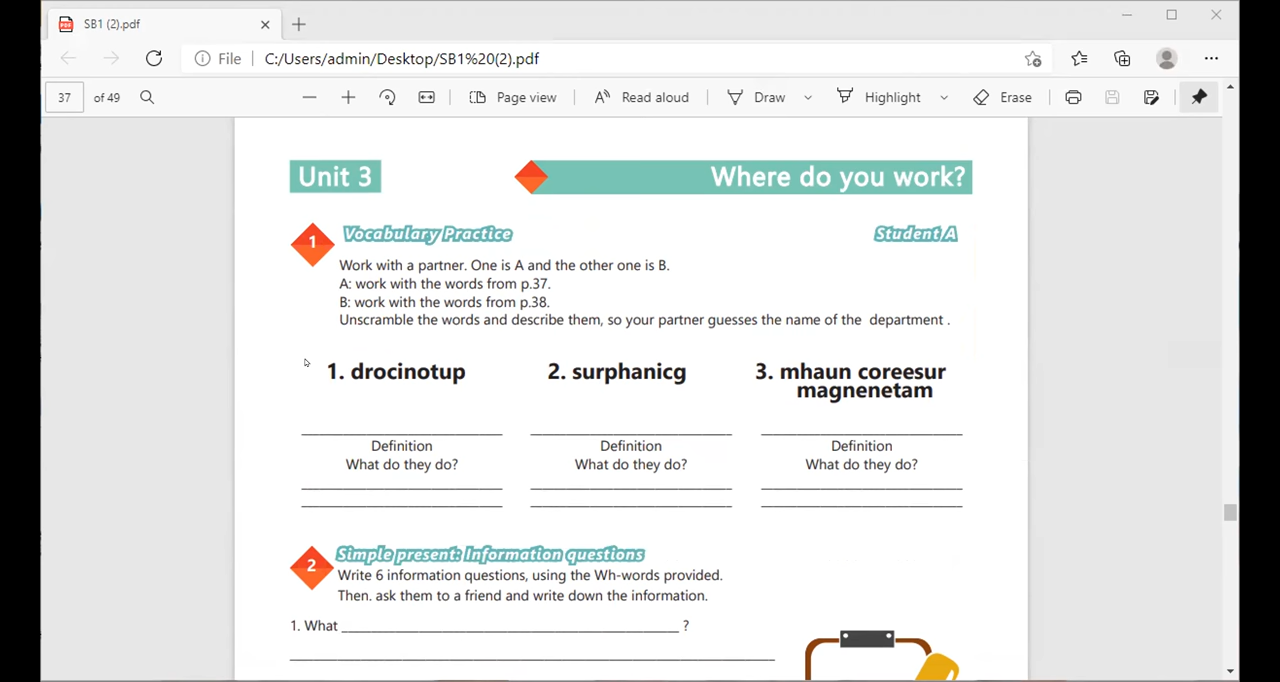 SB1 (2).pdf
File
C:/Users/admin/Desktop/SB1%20(2).pdf
37 of 49
Page view
Read aloud
Draw
Highlight
Erase
Unit 3
Where do you work?
1 Vocabulary Practice
Student A
Work with a partner. One is A and the other one is B.
A: work with the words from p.37.
B: work with the words from p.38.
Unscramble the words and describe them, so your partner guesses the name of the department .
1. drocinotup
2. surphanicg
3. mhaun coreesur
magnenetam
Definition
What do they do?
Definition
What do they do?
Definition
What do they do?
2 Simple present: Information questions
Write 6 information questions, using the Wh-words provided.
Then. ask them to a friend and write down the information.
1. What ______________________________________________ ?